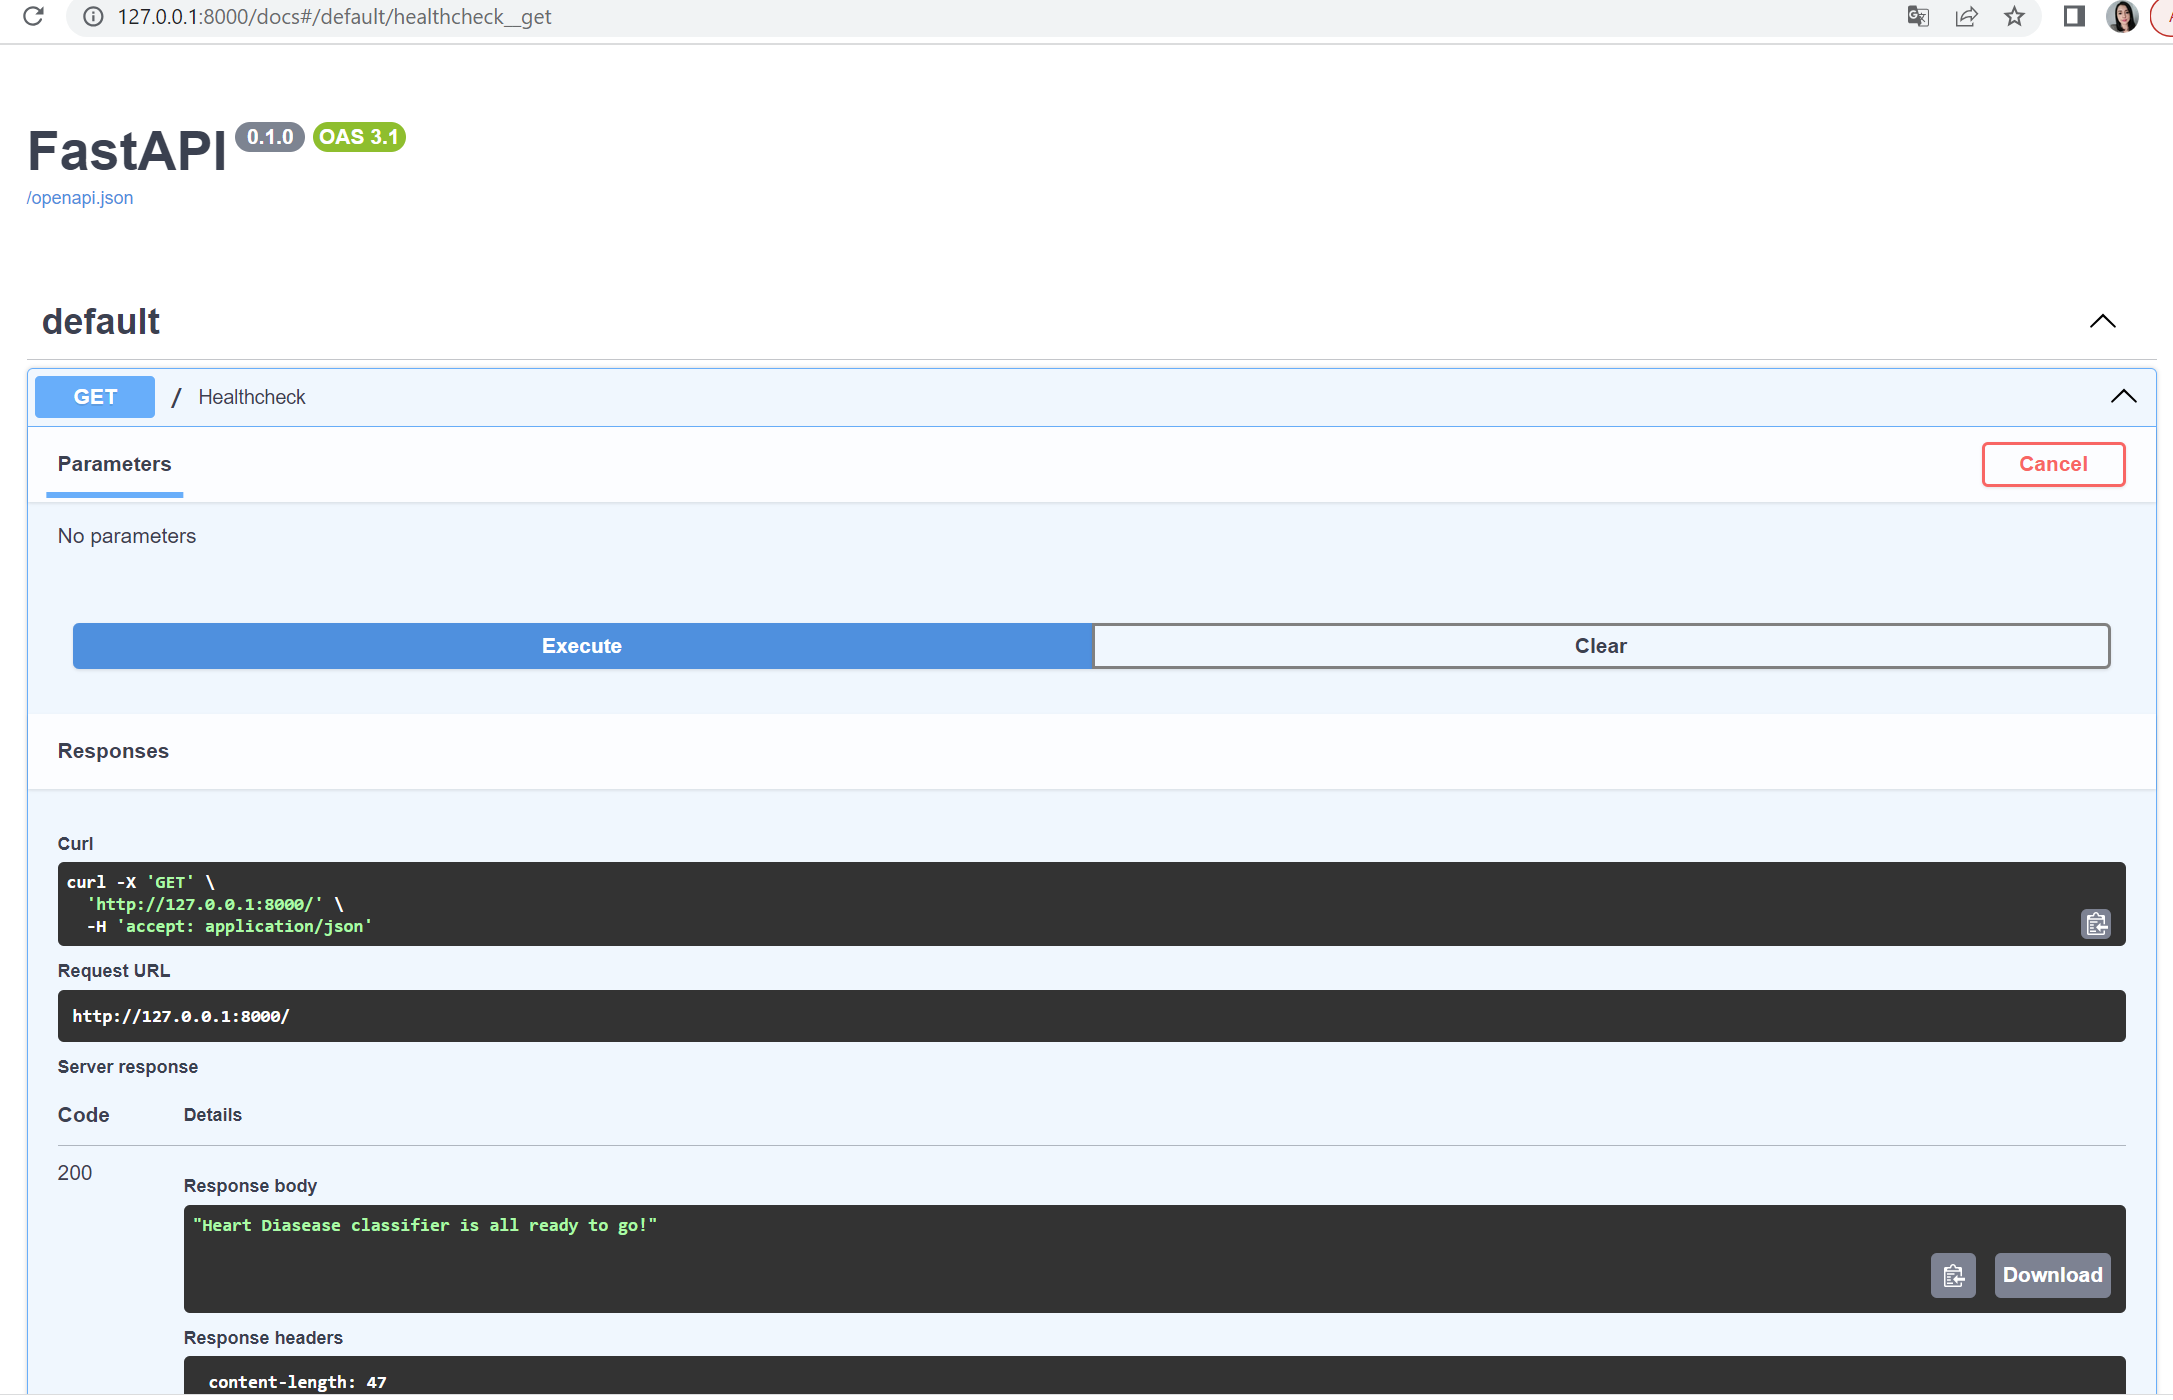 127.0.0.1:8000/docs#/default/healthcheck__get
FastAPI 0.1.0 OAS 3.1
/openapi.json
default
GET / Healthcheck
Parameters
Cancel
No parameters
Execute
Clear
Responses
Curl
curl -X 'GET' \
'http://127.0.0.1:8000/' \
-H 'accept: application/json'
Request URL
http://127.0.0.1:8000/
Server response
Code Details
200
Response body
"Heart Diasease classifier is all ready to go!"
Download
Response headers
content-length: 47